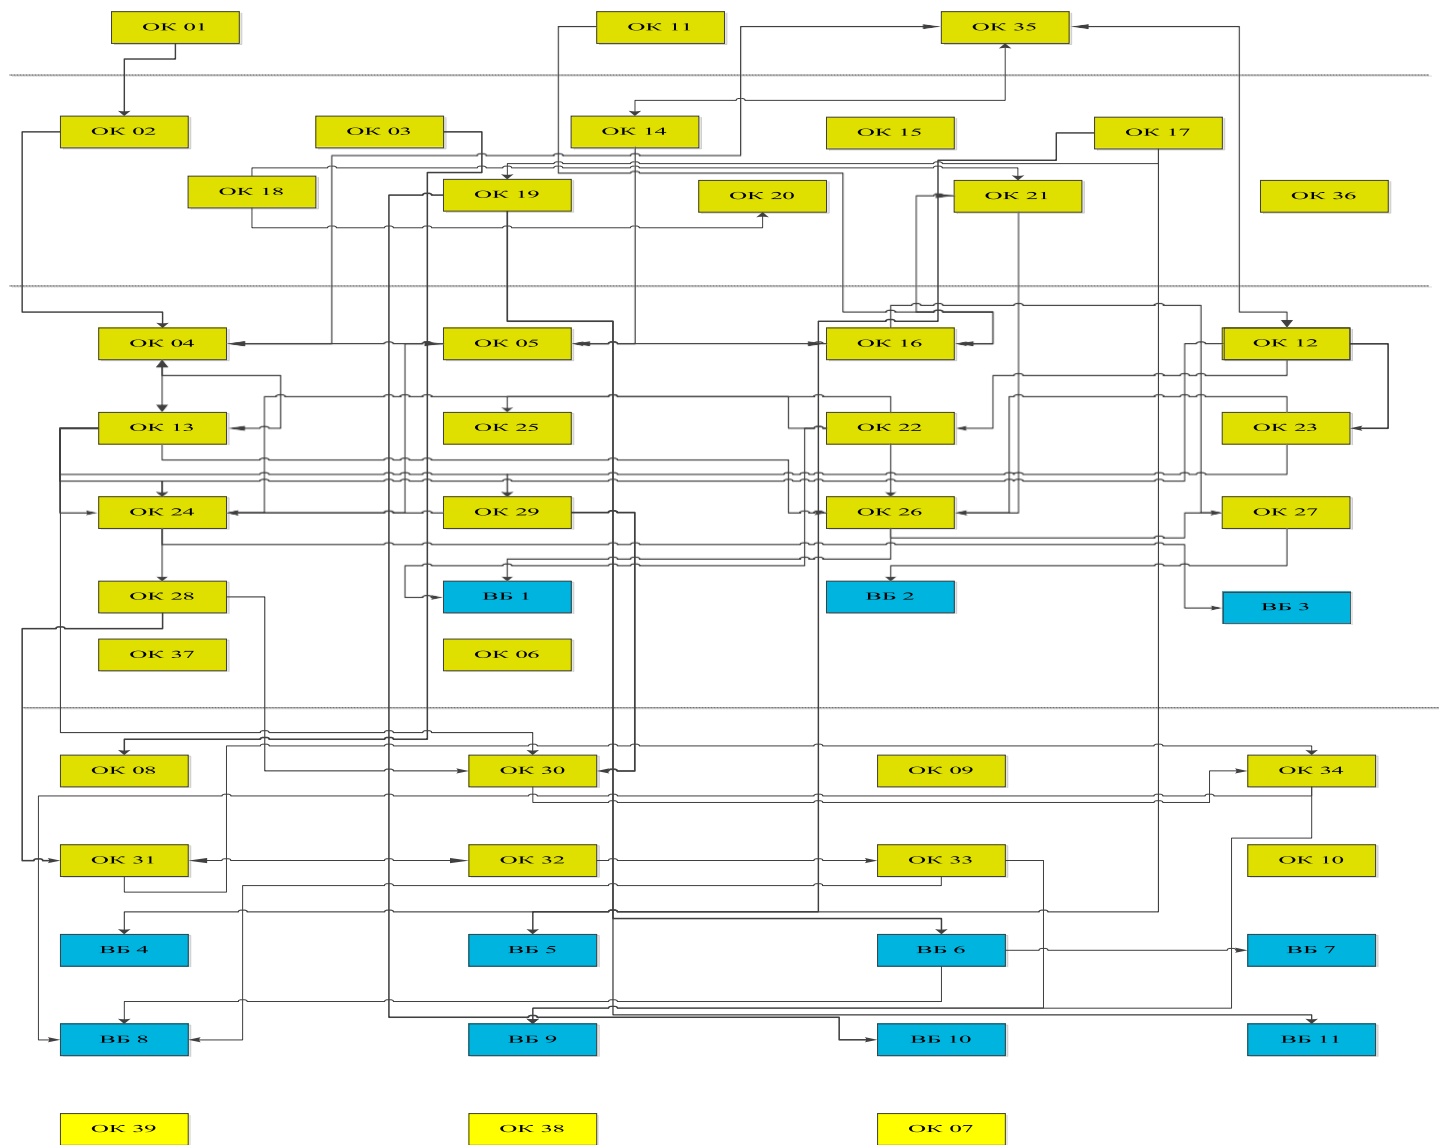 ОК 01 ОК 11 ОК 35
ОК 02 ОК 03 ОК 14 ОК 15 ОК 17
ОК 18 ОК 19 ОК 20 ОК 21 ОК 36
ОК 04 ОК 05 ОК 16 ОК 12
ОК 13 ОК 25 ОК 22 ОК 23
ОК 24 ОК 29 ОК 26 ОК 27
ОК 28 ВБ 1 ВБ 2 ВБ 3
ОК 37 ОК 06
ОК 08 ОК 30 ОК 09 ОК 34
ОК 31 ОК 32 ОК 33 ОК 10
ВБ 4 ВБ 5 ВБ 6 ВБ 7
ВБ 8 ВБ 9 ВБ 10 ВБ 11
ОК 39 ОК 38 ОК 07